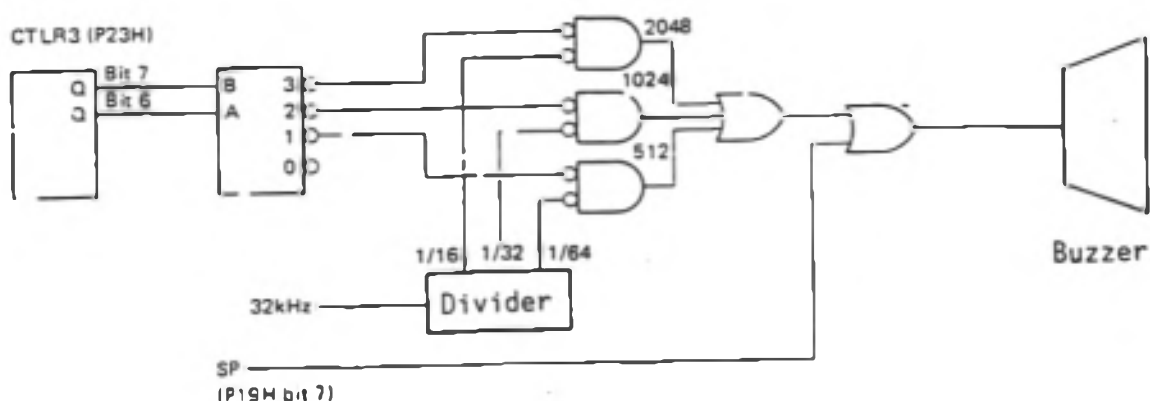 2048
CTLR3 (P23H)
Bit 7
Q
B
3
1024
Bit 6
Q
A
2
1
512
0
Buzzer
1/16
1/32
1/64
32kHz
Divider
SP
(P19H bit 7)